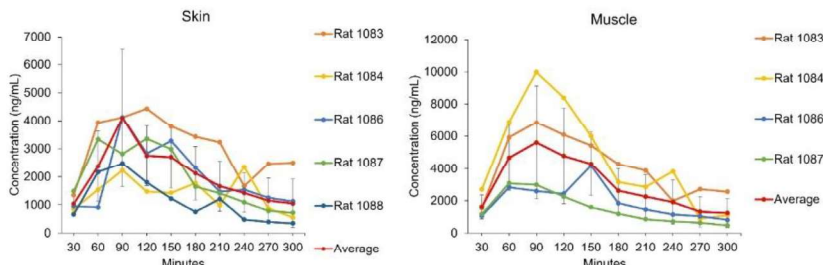 Skin
Concentration (ng/mL)
7000
6000
5000
4000
3000
2000
1000
0
30 60 90 120 150 180 210 240 270 300
Minutes
Rat 1083
Rat 1084
Rat 1086
Rat 1087
Rat 1088
Average
Muscle
Concentration (ng/mL)
12000
10000
8000
6000
4000
2000
0
30 60 90 120 150 180 210 240 270 300
Minutes
Rat 1083
Rat 1084
Rat 1086
Rat 1087
Average